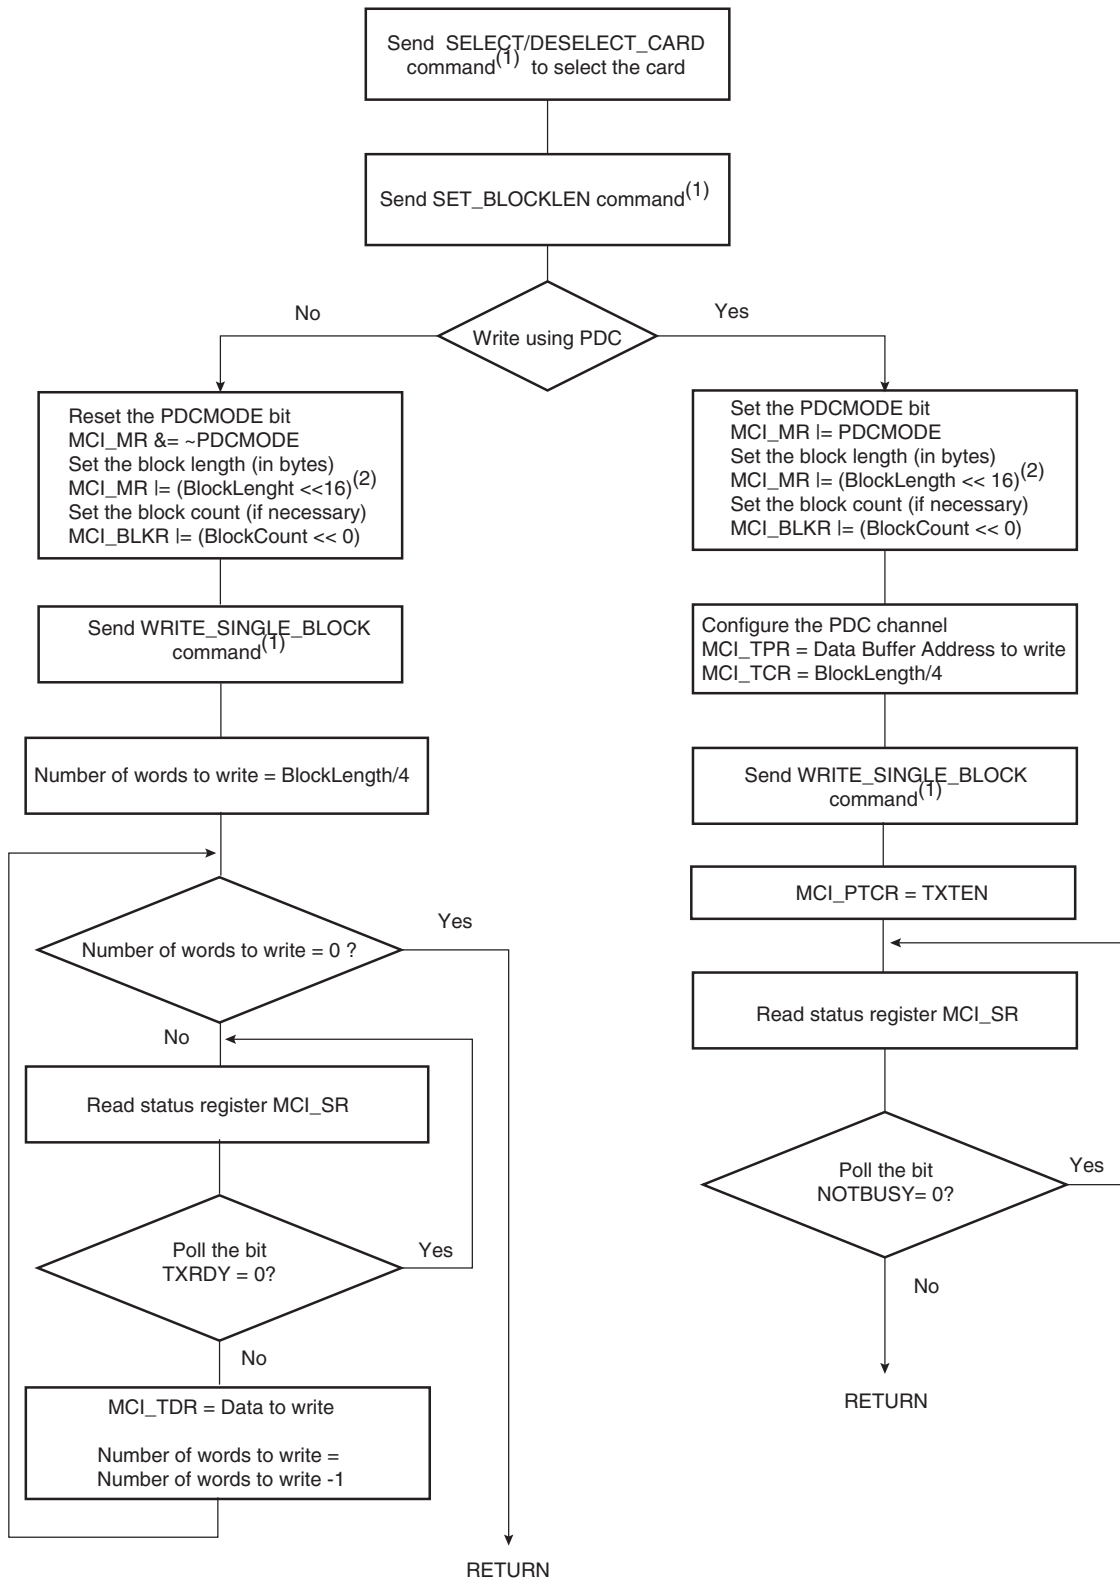 Send SELECT/DESELECT_CARD
command(1) to select the card
Send SET_BLOCKLEN command(1)
Write using PDC
No
Yes
Reset the PDCMODE bit
MCI_MR &= ~PDCMODE
Set the block length (in bytes)
MCI_MR |= (BlockLenght <<16)(2)
Set the block count (if necessary)
MCI_BLKR |= (BlockCount << 0)
Send WRITE_SINGLE_BLOCK
command(1)
Number of words to write = BlockLength/4
Number of words to write = 0 ?
Yes
No
Read status register MCI_SR
Poll the bit
TXRDY = 0?
Yes
No
MCI_TDR = Data to write
Number of words to write =
Number of words to write -1
RETURN
Set the PDCMODE bit
MCI_MR |= PDCMODE
Set the block length (in bytes)
MCI_MR |= (BlockLength << 16)(2)
Set the block count (if necessary)
MCI_BLKR |= (BlockCount << 0)
Configure the PDC channel
MCI_TPR = Data Buffer Address to write
MCI_TCR = BlockLength/4
Send WRITE_SINGLE_BLOCK
command(1)
MCI_PTCR = TXTEN
Read status register MCI_SR
Poll the bit
NOTBUSY= 0?
Yes
No
RETURN